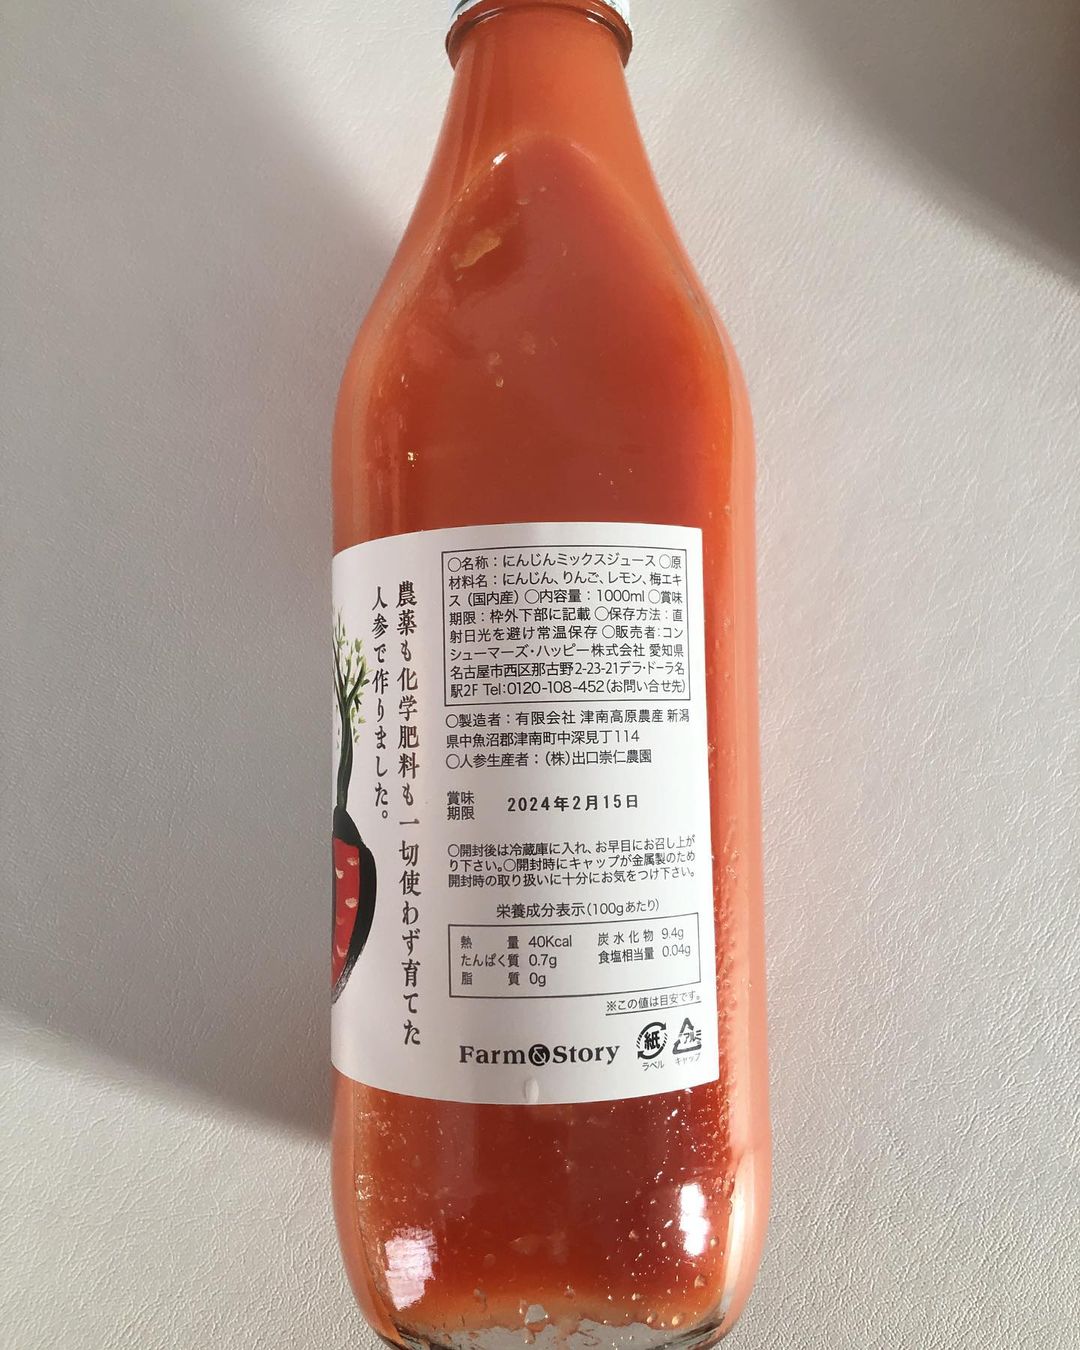 農薬も化学肥料も一切使わず育てた
人参で作りました。
○名称：にんじんミックスジュース ○原
材料名：にんじん、りんご、レモン、梅エキ
ス（国内産）○内容量：1000ml ○賞味
期限：枠外下部に記載 ○保存方法：直
射日光を避け常温保存 ○販売者：コン
シューマーズ・ハッピー株式会社 愛知県
名古屋市西区那古野2-23-21デラ・ドーラ名
駅2F Tel:0120-108-452（お問い合せ先）
○製造者：有限会社 津南高原農産 新潟
県中魚沼郡津南町中深見丁114
○人参生産者：（株）出口崇仁農園
賞味
期限 2024年2月15日
○開封後は冷蔵庫に入れ、お早目にお召し上が
り下さい。○開封時にキャップが金属製のため
開封時の取り扱いに十分にお気をつけ下さい。
栄養成分表示（100gあたり）
熱量 40Kcal 炭水化物 9.4g
たんぱく質 0.7g 食塩相当量 0.04g
脂質 0g
※この値は目安です。
Farm&Story 紙 アルミ
ラベル キャップ